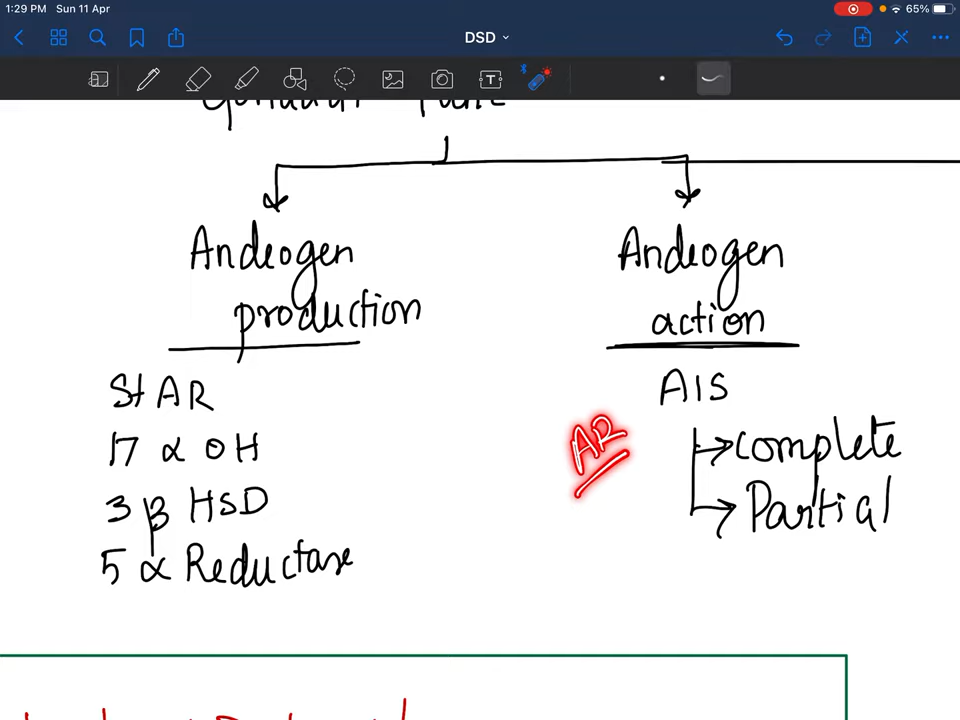 1:29 PM Sun 11 Apr
65%
DSD
T
Androgen
production
Androgen
action
StAR
17 α OH
3 β HSD
5 α Reductase
AIS
AR
complete
Partial